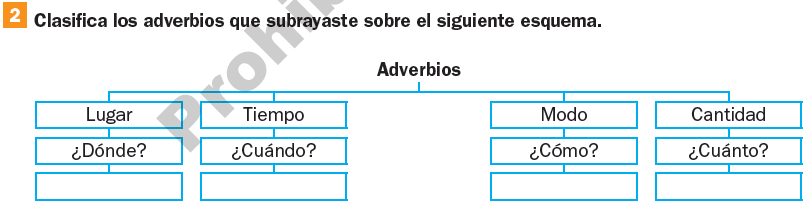 2 Clasifica los adverbios que subrayaste sobre el siguiente esquema.
Prohib
Adverbios
Lugar Tiempo Modo Cantidad
¿Dónde? ¿Cuándo? ¿Cómo? ¿Cuánto?